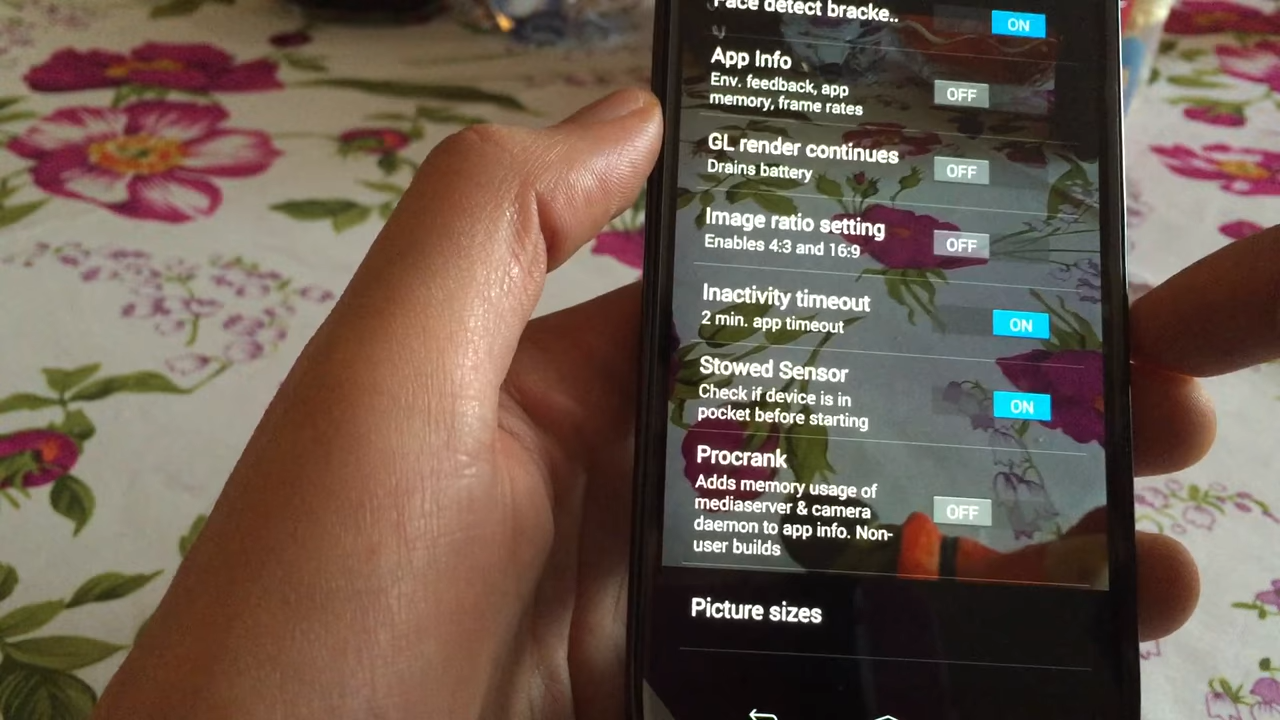 Face detect bracke..
ON
App Info
Env. feedback, app
memory, frame rates
OFF
GL render continues
Drains battery
OFF
Image ratio setting
Enables 4:3 and 16:9
OFF
Inactivity timeout
2 min. app timeout
ON
Stowed Sensor
Check if device is in
pocket before starting
ON
Procrank
Adds memory usage of
mediaserver & camera
daemon to app info. Non-
user builds
OFF
Picture sizes